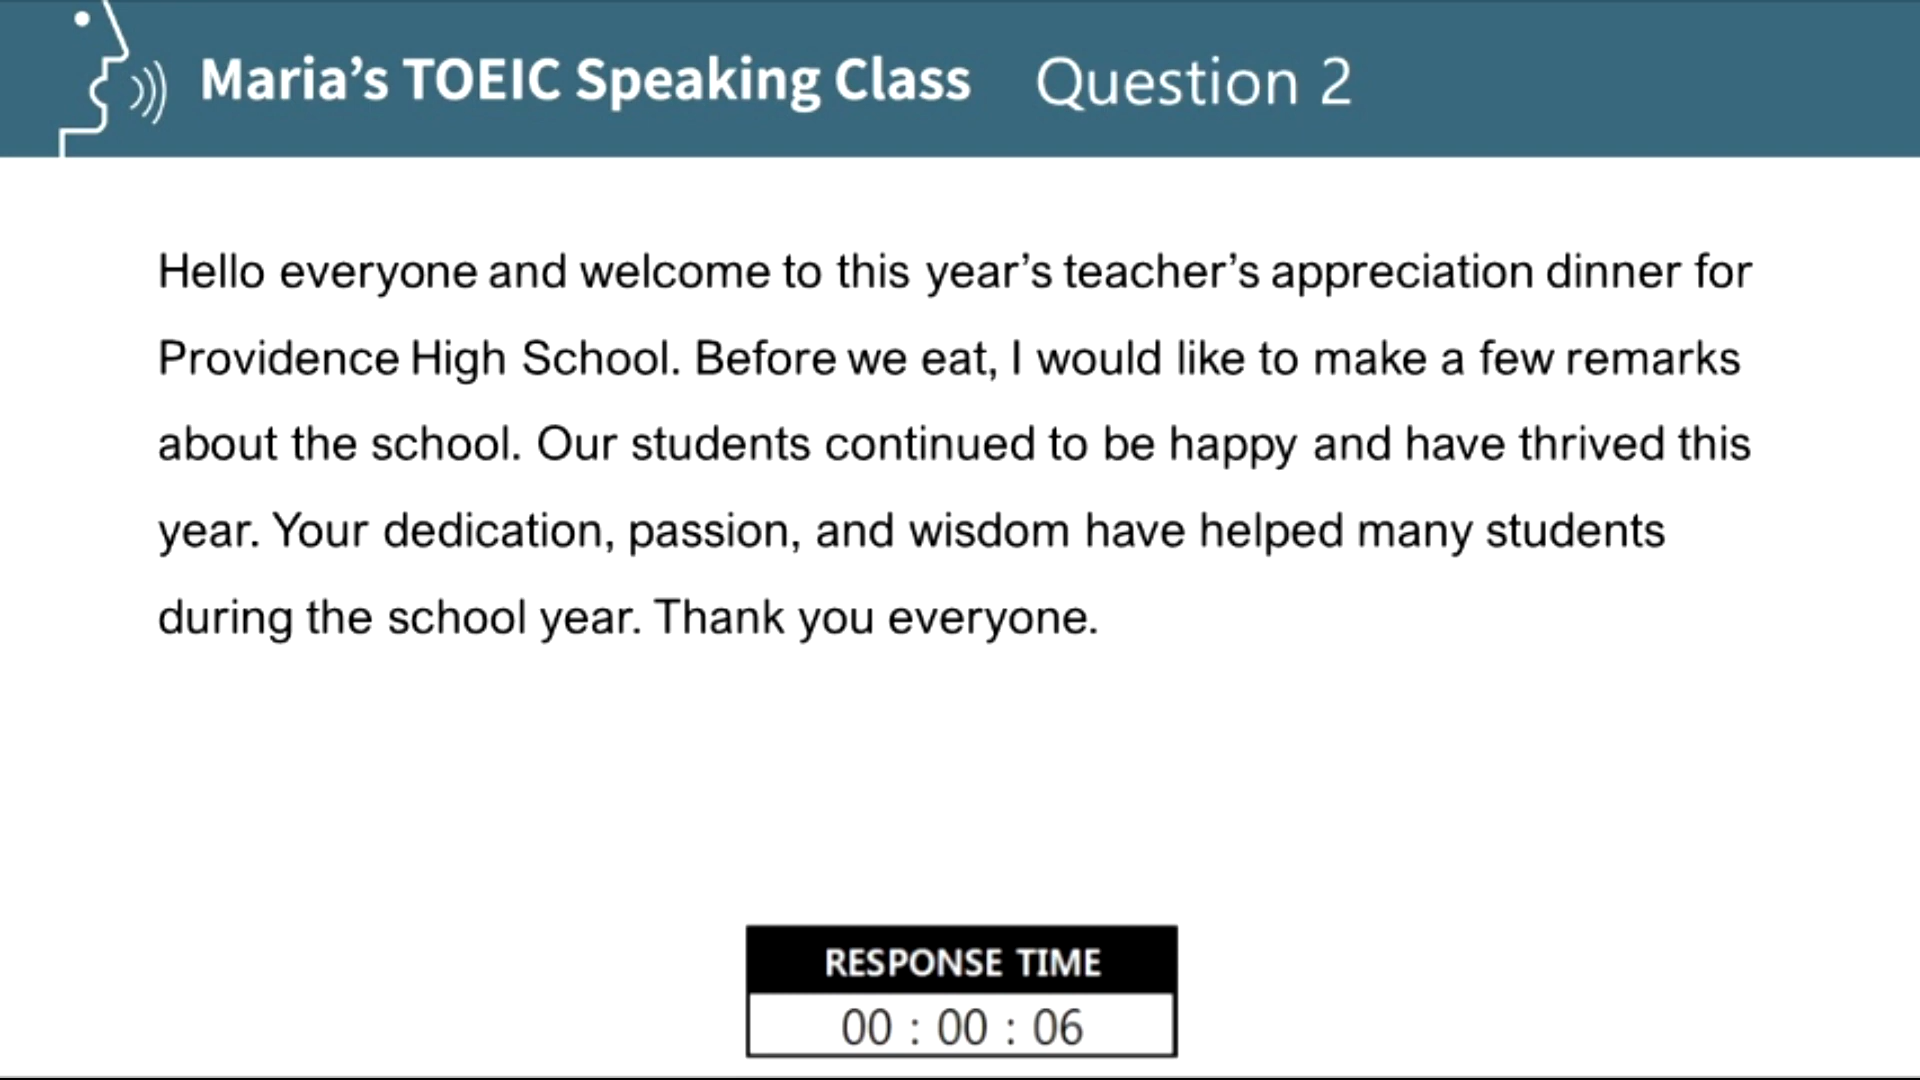 Maria’s TOEIC Speaking Class Question 2
Hello everyone and welcome to this year’s teacher’s appreciation dinner for
Providence High School. Before we eat, I would like to make a few remarks
about the school. Our students continued to be happy and have thrived this
year. Your dedication, passion, and wisdom have helped many students
during the school year. Thank you everyone.
RESPONSE TIME
00 : 00 : 06